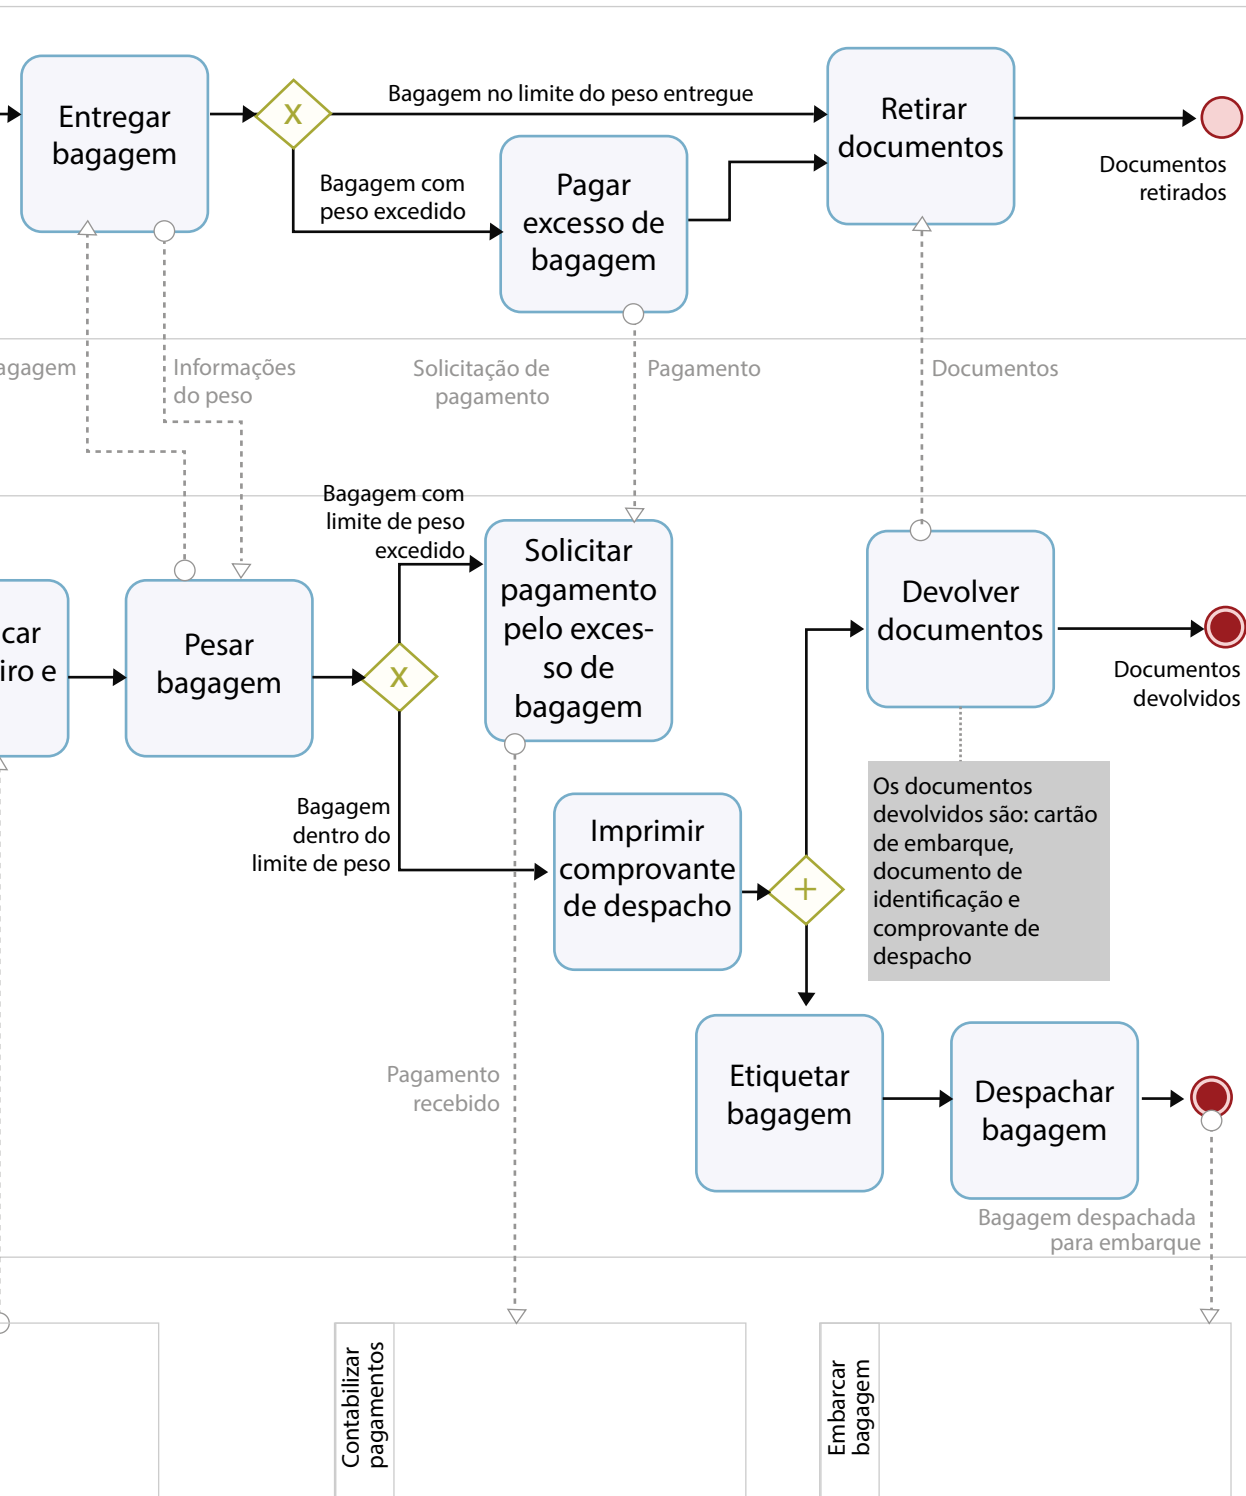 Entregar
bagagem
X
Bagagem no limite do peso entregue
Bagagem com
peso excedido
Pagar
excesso de
bagagem
Retirar
documentos
Documentos
retirados
Informações
do peso
Solicitação de
pagamento
Pagamento
Documentos
Pesar
bagagem
X
Bagagem com
limite de peso
excedido
Solicitar
pagamento
pelo exces-
so de
bagagem
Devolver
documentos
Documentos
devolvidos
Bagagem
dentro do
limite de peso
Imprimir
comprovante
de despacho
+
Os documentos
devolvidos são: cartão
de embarque,
documento de
identificação e
comprovante de
despacho
Etiquetar
bagagem
Despachar
bagagem
Pagamento
recebido
Bagagem despachada
para embarque
Contabilizar
pagamentos
Embarcar
bagagem